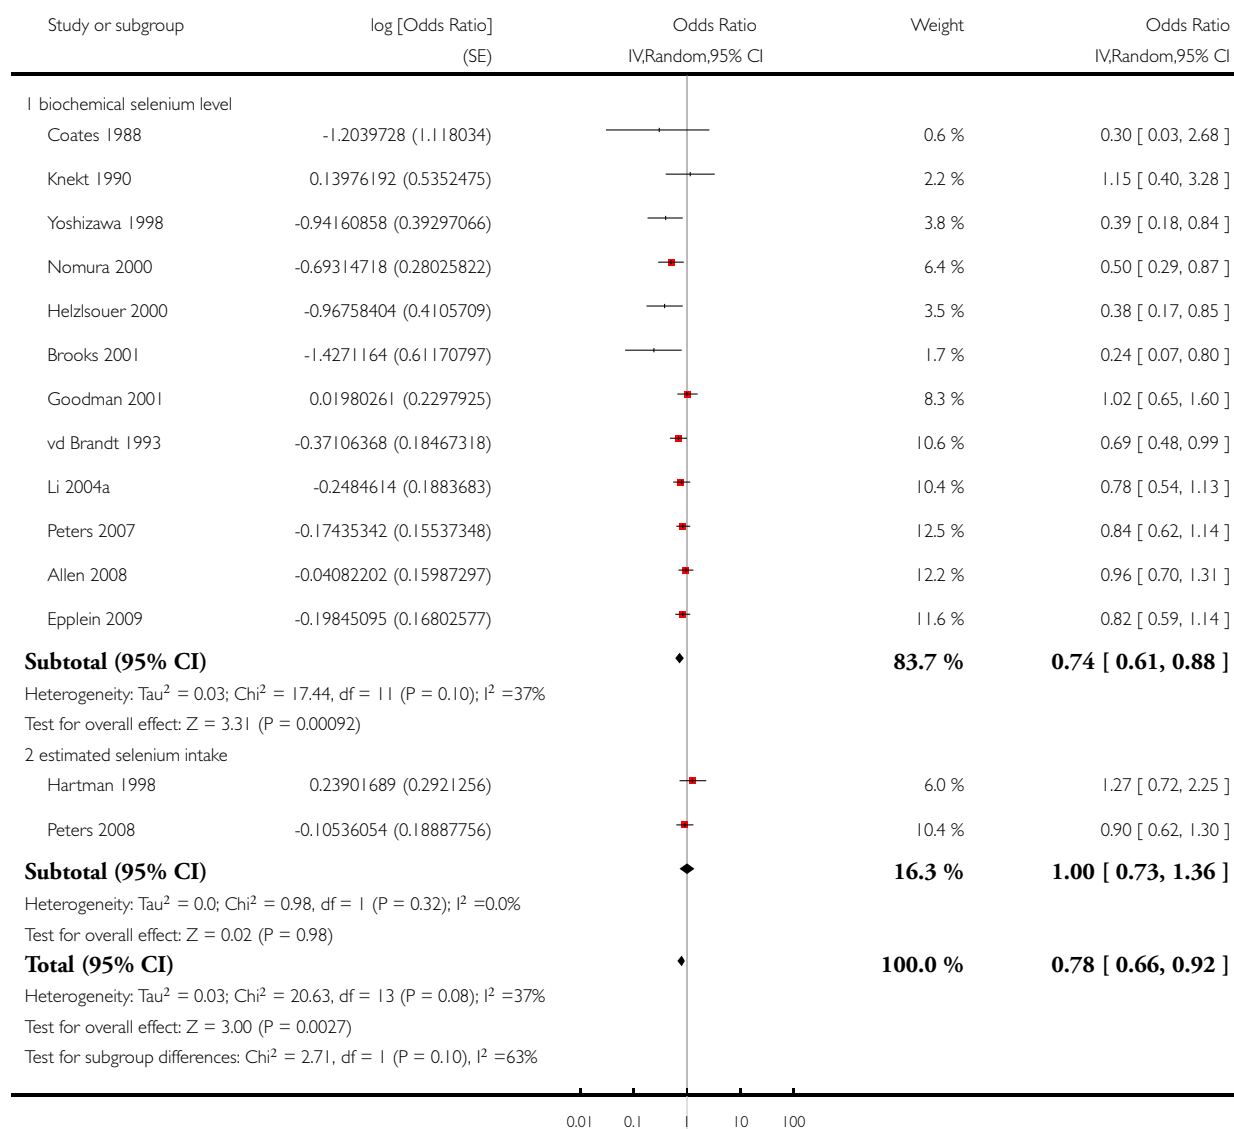 Study or subgroup log [Odds Ratio] Odds Ratio Weight Odds Ratio
(SE) IV,Random,95% CI IV,Random,95% CI
1 biochemical selenium level
Coates 1988 -1.2039728 (1.118034) 0.6 % 0.30 [ 0.03, 2.68 ]
Knekt 1990 0.13976192 (0.5352475) 2.2 % 1.15 [ 0.40, 3.28 ]
Yoshizawa 1998 -0.94160858 (0.39297066) 3.8 % 0.39 [ 0.18, 0.84 ]
Nomura 2000 -0.69314718 (0.28025822) 6.4 % 0.50 [ 0.29, 0.87 ]
Helzlsouer 2000 -0.96758404 (0.4105709) 3.5 % 0.38 [ 0.17, 0.85 ]
Brooks 2001 -1.4271164 (0.61170797) 1.7 % 0.24 [ 0.07, 0.80 ]
Goodman 2001 0.01980261 (0.2297925) 8.3 % 1.02 [ 0.65, 1.60 ]
vd Brandt 1993 -0.37106368 (0.18467318) 10.6 % 0.69 [ 0.48, 0.99 ]
Li 2004a -0.2484614 (0.1883683) 10.4 % 0.78 [ 0.54, 1.13 ]
Peters 2007 -0.17435342 (0.15537348) 12.5 % 0.84 [ 0.62, 1.14 ]
Allen 2008 -0.04082202 (0.15987297) 12.2 % 0.96 [ 0.70, 1.31 ]
Epplein 2009 -0.19845095 (0.16802577) 11.6 % 0.82 [ 0.59, 1.14 ]
Subtotal (95% CI) 83.7 % 0.74 [ 0.61, 0.88 ]
Heterogeneity: Tau² = 0.03; Chi² = 17.44, df = 11 (P = 0.10); I² =37%
Test for overall effect: Z = 3.31 (P = 0.00092)
2 estimated selenium intake
Hartman 1998 0.23901689 (0.2921256) 6.0 % 1.27 [ 0.72, 2.25 ]
Peters 2008 -0.10536054 (0.18887756) 10.4 % 0.90 [ 0.62, 1.30 ]
Subtotal (95% CI) 16.3 % 1.00 [ 0.73, 1.36 ]
Heterogeneity: Tau² = 0.0; Chi² = 0.98, df = 1 (P = 0.32); I² =0.0%
Test for overall effect: Z = 0.02 (P = 0.98)
Total (95% CI) 100.0 % 0.78 [ 0.66, 0.92 ]
Heterogeneity: Tau² = 0.03; Chi² = 20.63, df = 13 (P = 0.08); I² =37%
Test for overall effect: Z = 3.00 (P = 0.0027)
Test for subgroup differences: Chi² = 2.71, df = 1 (P = 0.10), I² =63%
0.01 0.1 1 10 100